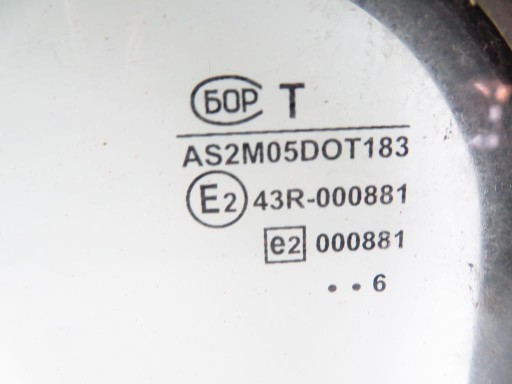 БОР Т
AS2M05DOT183
E2 43R-000881
e2 000881
• • 6